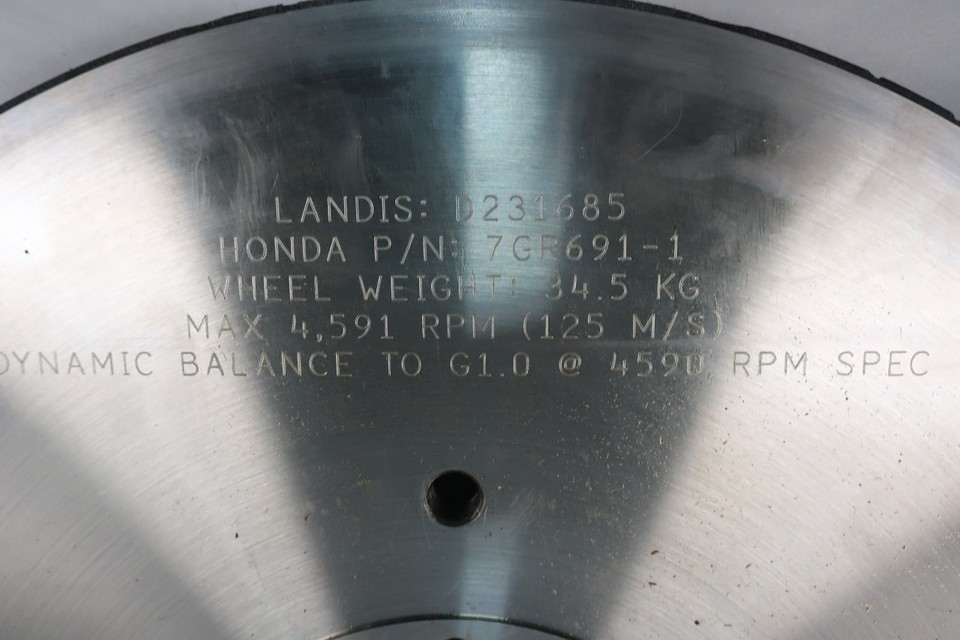 LANDIS: D231685
HONDA P/N: 7GR691-1
WHEEL WEIGHT: 34.5 KG
MAX 4,591 RPM (125 M/S)
DYNAMIC BALANCE TO G1.0 @ 4590 RPM SPEC